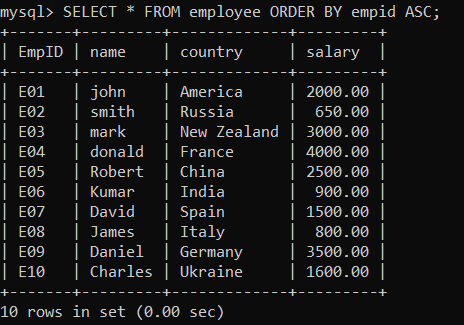 mysql> SELECT * FROM employee ORDER BY empid ASC;
+-------+---------+-------------+---------+
| EmpID | name    | country     | salary  |
+-------+---------+-------------+---------+
| E01   | john    | America     | 2000.00 |
| E02   | smith   | Russia      |  650.00 |
| E03   | mark    | New Zealand | 3000.00 |
| E04   | donald  | France      | 4000.00 |
| E05   | Robert  | China       | 2500.00 |
| E06   | Kumar   | India       |  900.00 |
| E07   | David   | Spain       | 1500.00 |
| E08   | James   | Italy       |  800.00 |
| E09   | Daniel  | Germany     | 3500.00 |
| E10   | Charles | Ukraine     | 1600.00 |
+-------+---------+-------------+---------+
10 rows in set (0.00 sec)